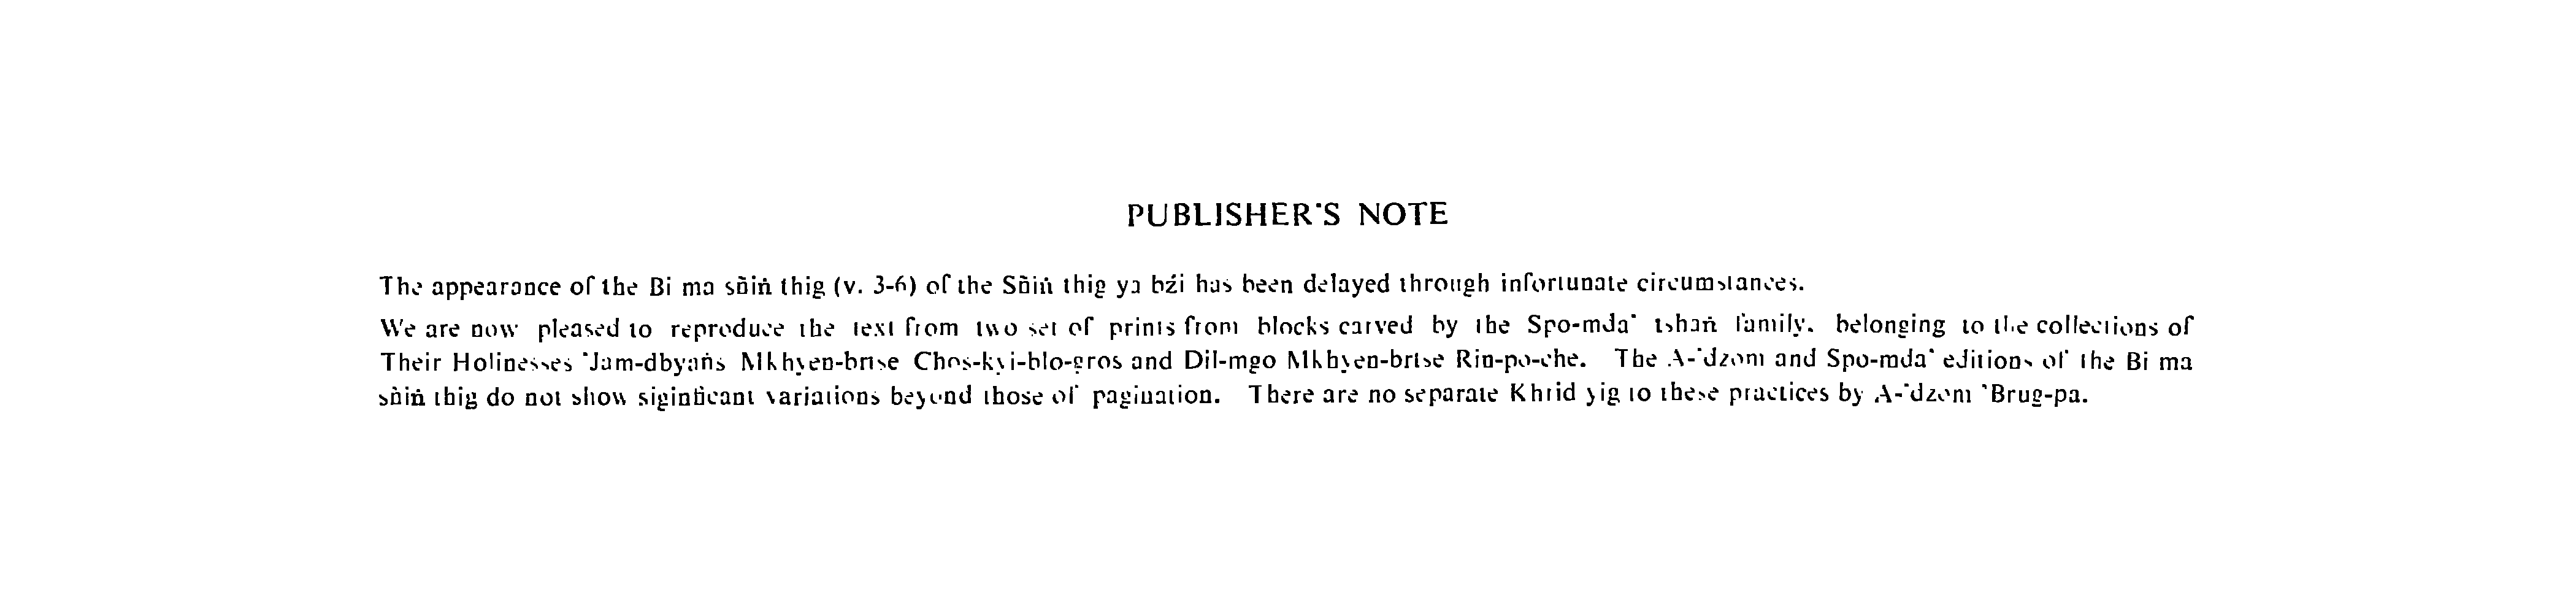 PUBLISHER'S NOTE
The appearance of the Bi ma sñiṅ thig (v. 3-6) of the Sñiṅ thig ya bźi has been delayed through infortunate circumstances.
We are now pleased to reproduce the text from two set of prints from blocks carved by the Spo-mda' tshaṅ family, belonging to the collections of
Their Holinesses 'Jam-dbyaṅs Mkhyen-brtse Chos-kyi-blo-gros and Dil-mgo Mkhyen-brtse Rin-po-che. The A-'dzom and Spo-mda' editions of the Bi ma
sñiṅ thig do not show siginficant variations beyond those of pagination. There are no separate Khrid yig to these practices by A-'dzom 'Brug-pa.